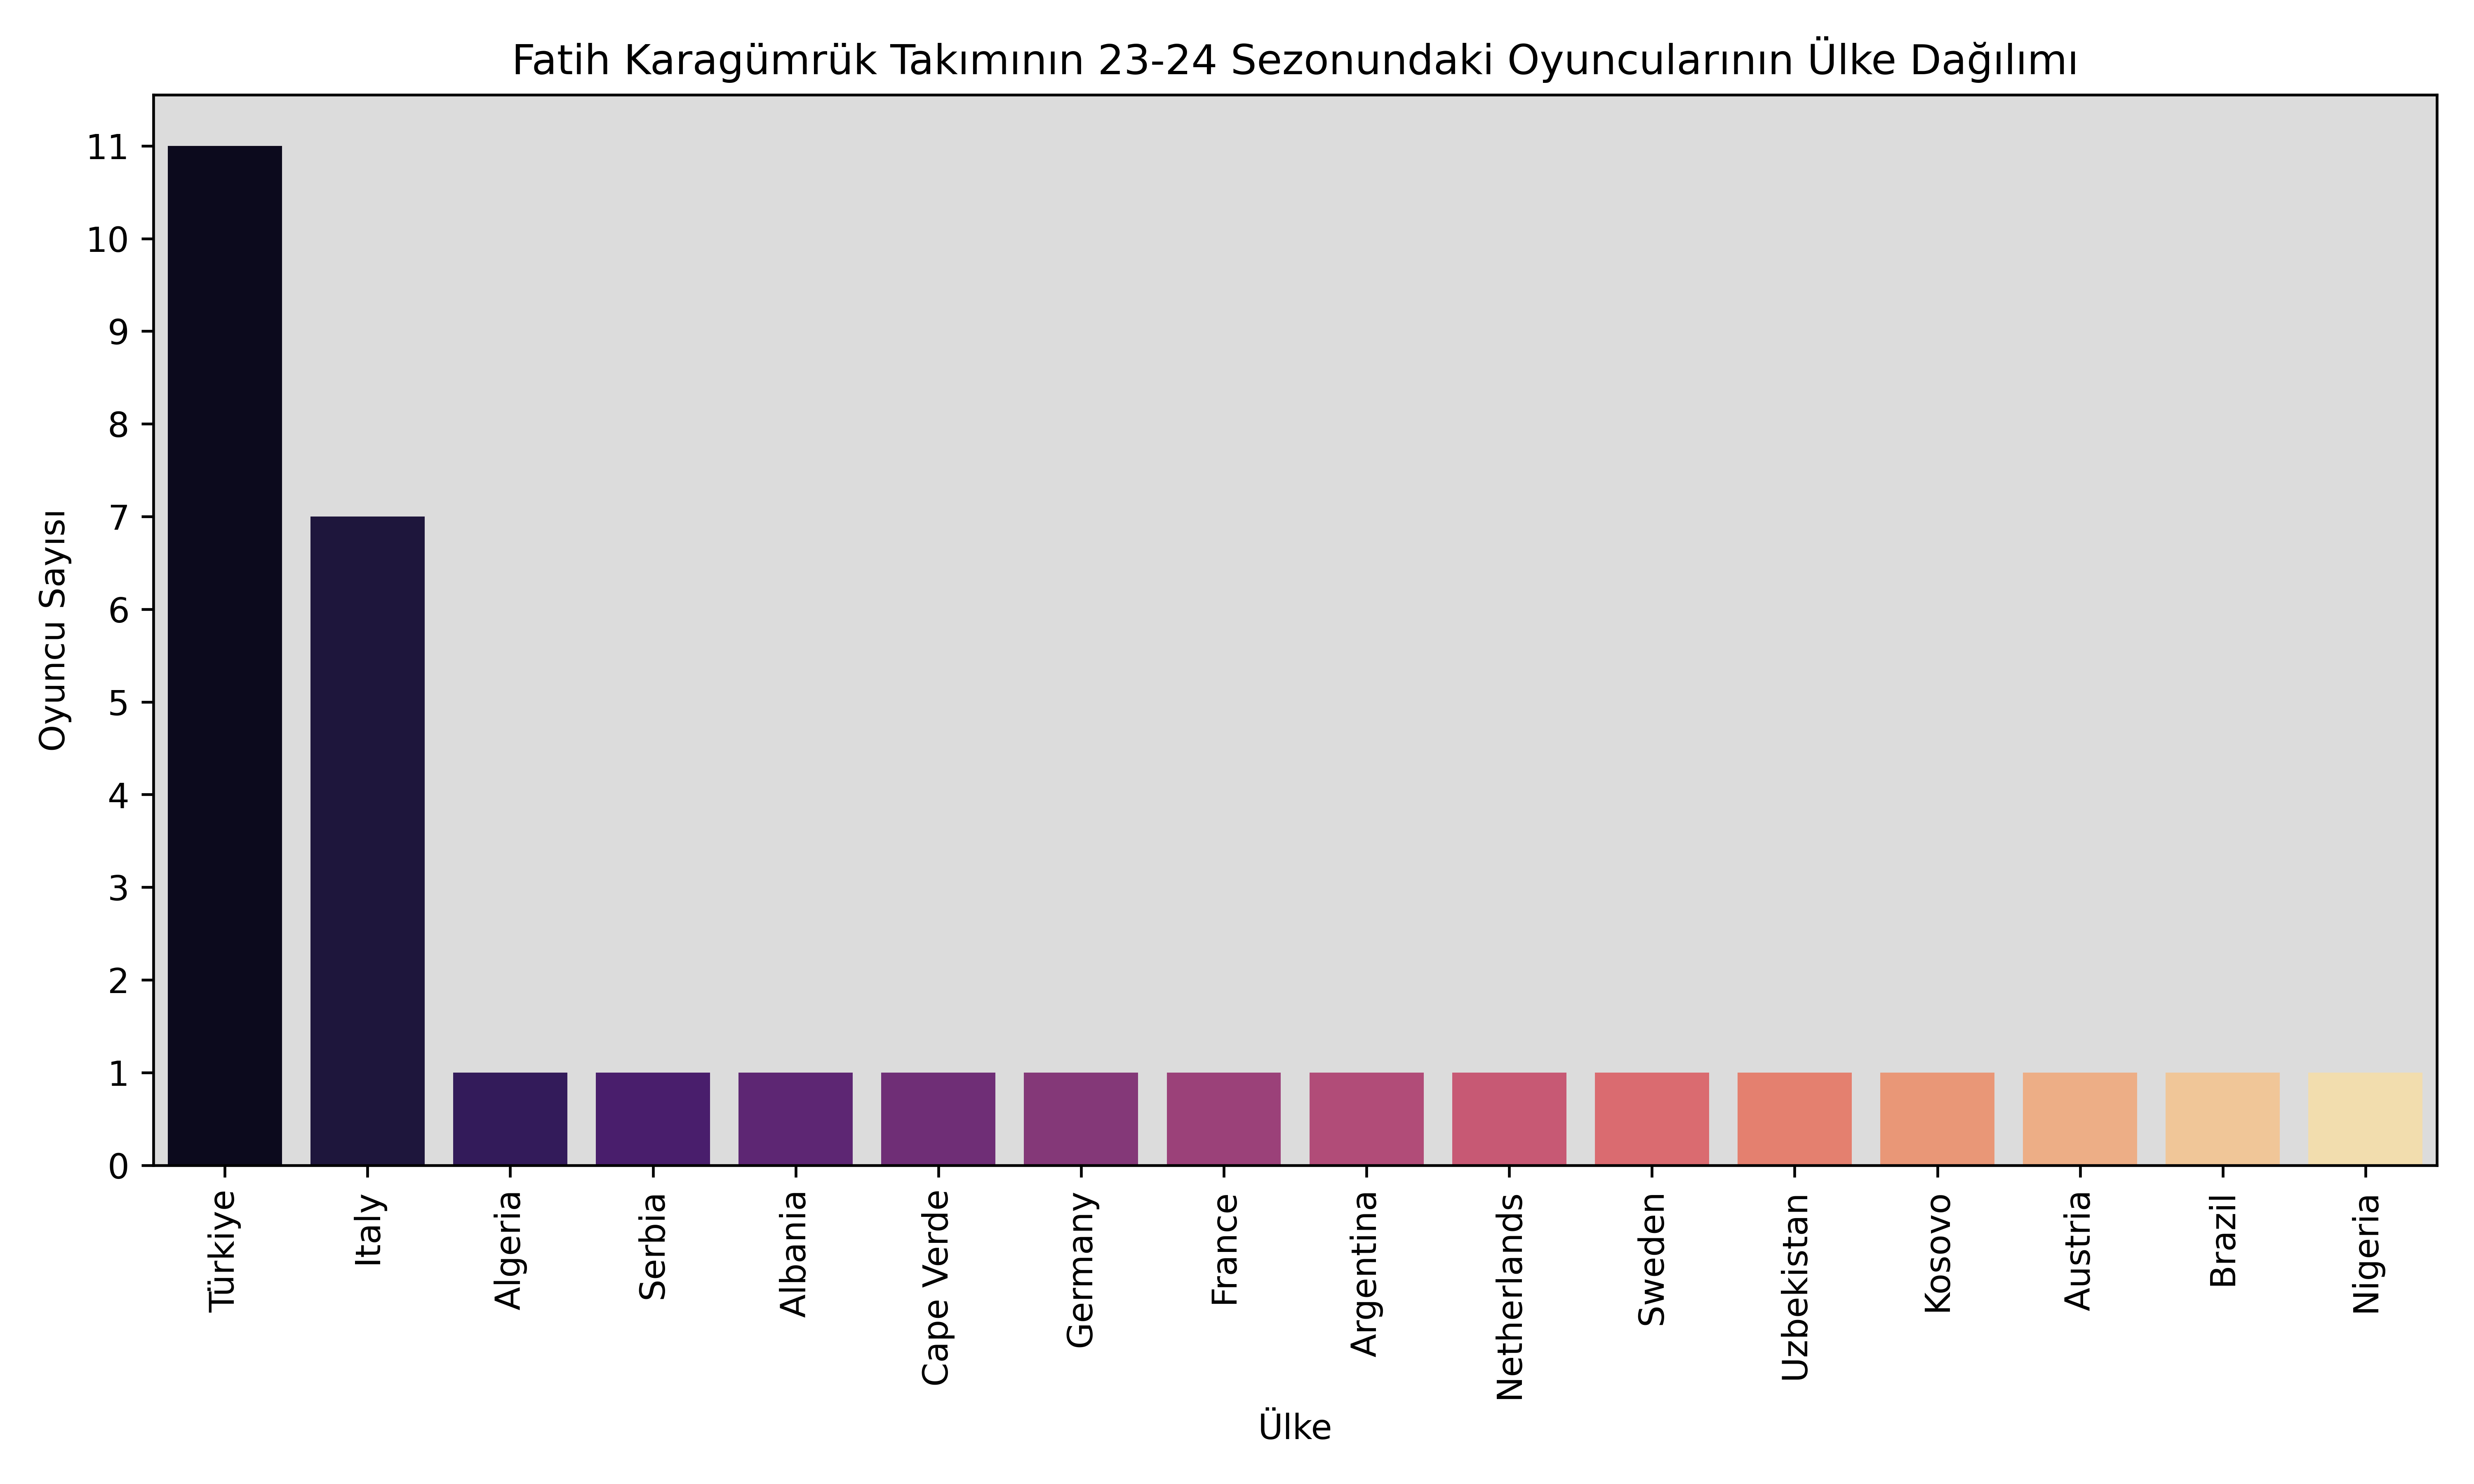 Fatih Karagümrük Takımının 23-24 Sezonundaki Oyuncularının Ülke Dağılımı
Oyuncu Sayısı
11
10
9
8
7
6
5
4
3
2
1
0
Türkiye
Italy
Algeria
Serbia
Albania
Cape Verde
Germany
France
Argentina
Netherlands
Sweden
Uzbekistan
Kosovo
Austria
Brazil
Nigeria
Ülke